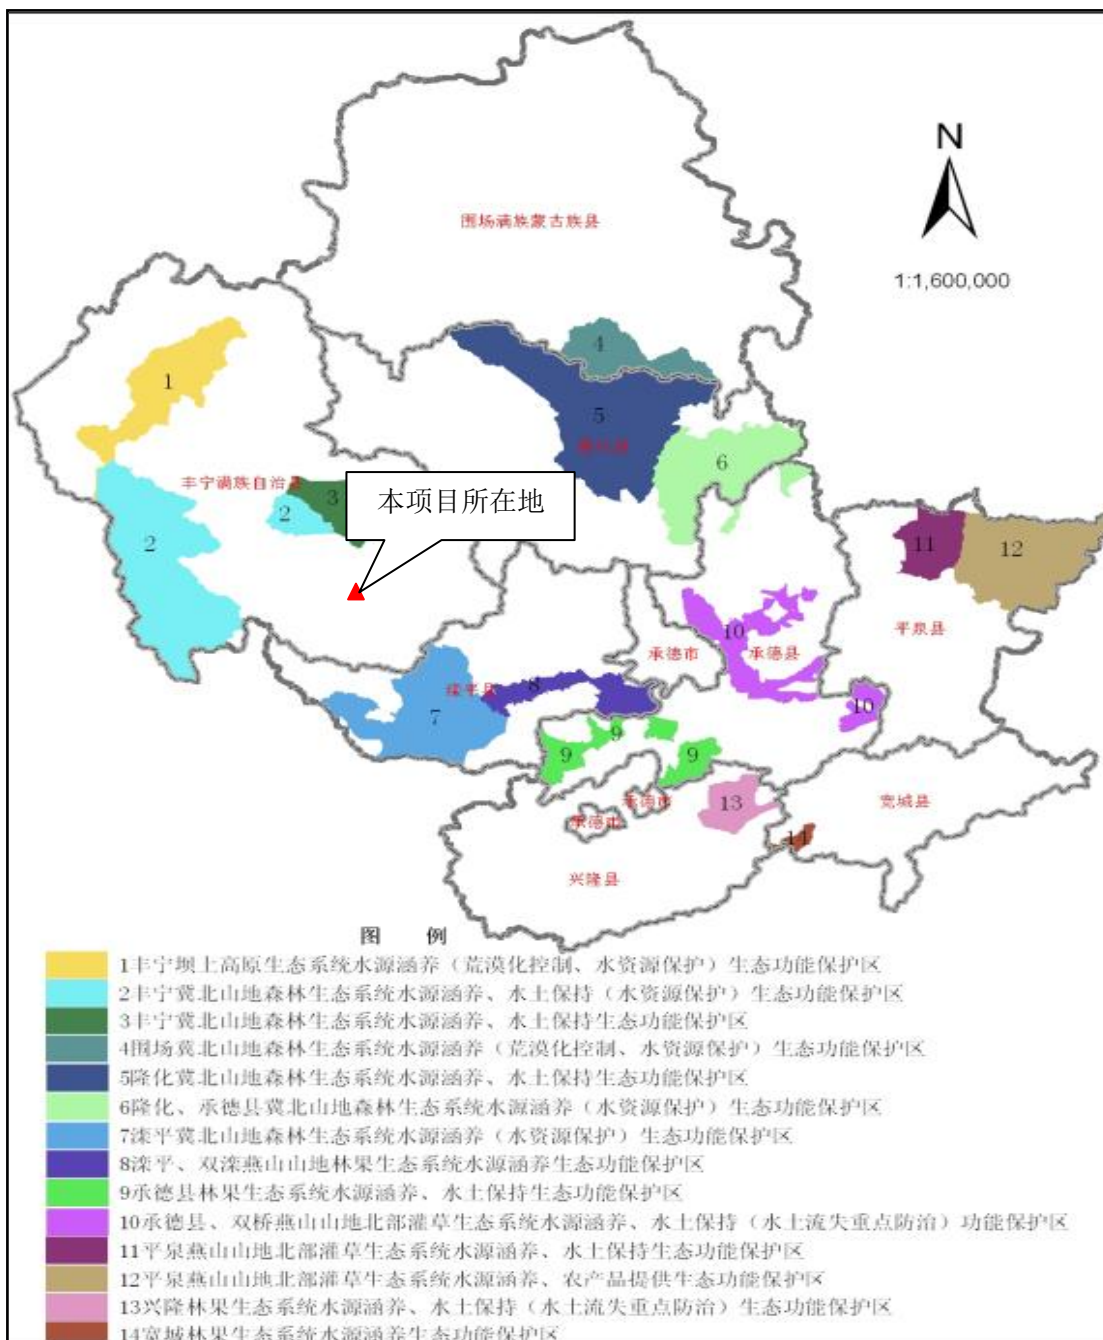 N
围场满族蒙古族县
1:1,600,000
4
1
5
6
丰宁满族自治县
3
本项目所在地
2
2
11
12
平泉县
10
承德市
承德县
滦平县
8
10
7
9
9
9
承德市
13
宽城县
承德市
14
兴隆县
图 例
1丰宁坝上高原生态系统水源涵养（荒漠化控制、水资源保护）生态功能保护区
2丰宁冀北山地森林生态系统水源涵养、水土保持（水资源保护）生态功能保护区
3丰宁冀北山地森林生态系统水源涵养、水土保持生态功能保护区
4围场冀北山地森林生态系统水源涵养（荒漠化控制、水资源保护）生态功能保护区
5隆化冀北山地森林生态系统水源涵养、水土保持生态功能保护区
6隆化、承德县冀北山地森林生态系统水源涵养（水资源保护）生态功能保护区
7滦平冀北山地森林生态系统水源涵养（水资源保护）生态功能保护区
8滦平、双滦燕山山地林果生态系统水源涵养生态功能保护区
9承德县林果生态系统水源涵养、水土保持生态功能保护区
10承德县、双桥燕山山地北部灌草生态系统水源涵养、水土保持（水土流失重点防治）功能保护区
11平泉燕山山地北部灌草生态系统水源涵养、水土保持生态功能保护区
12平泉燕山山地北部灌草生态系统水源涵养、农产品提供生态功能保护区
13兴隆林果生态系统水源涵养、水土保持（水土流失重点防治）生态功能保护区
14宽城林果生态系统水源涵养生态功能保护区